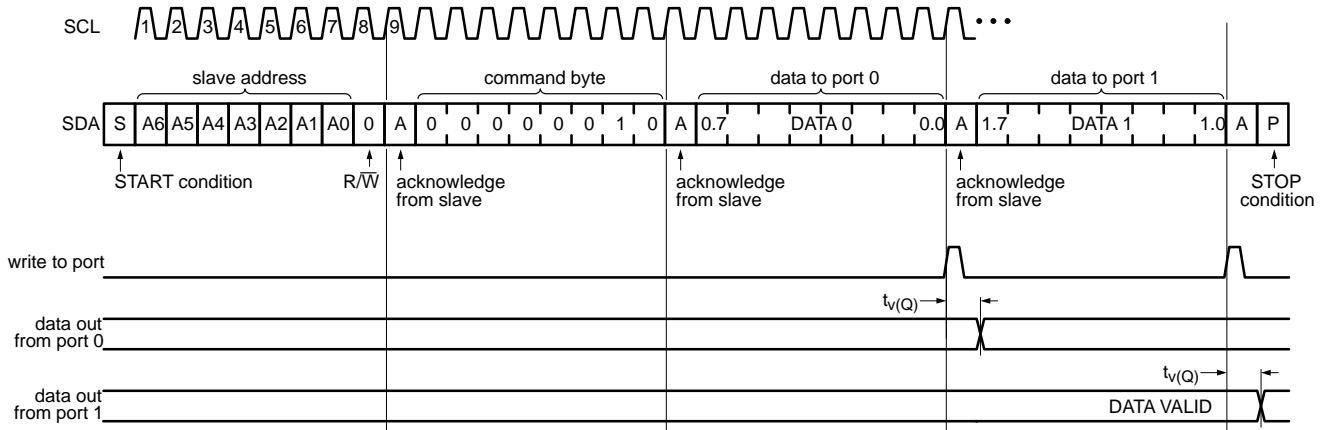 SCL 1 2 3 4 5 6 7 8 9 •••
slave address command byte data to port 0 data to port 1
SDA S A6 A5 A4 A3 A2 A1 A0 0 A 0 0 0 0 0 0 1 0 A 0.7 DATA 0 0.0 A 1.7 DATA 1 1.0 A P
START condition R/W̅ acknowledge acknowledge acknowledge STOP
from slave from slave from slave condition
write to port
tv(Q)
data out
from port 0
tv(Q)
data out
from port 1 DATA VALID